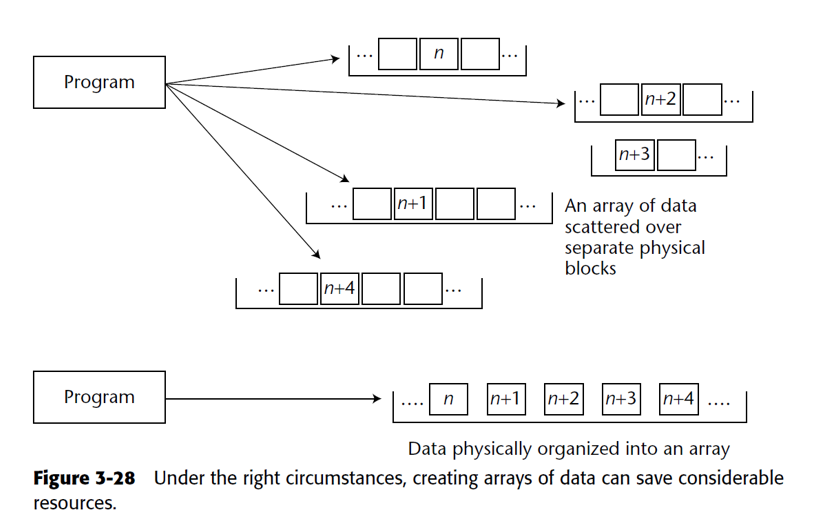 Program
... n ...
... n+2 ...
n+3 ...
... n+1 ...
An array of data
scattered over
separate physical
blocks
... n+4 ...
Program
.... n n+1 n+2 n+3 n+4 ....
Data physically organized into an array
Figure 3-28 Under the right circumstances, creating arrays of data can save considerable
resources.